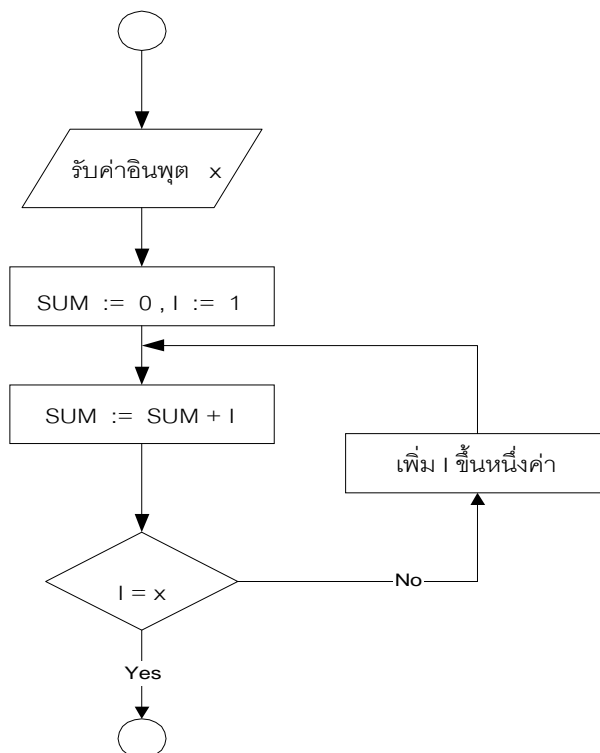 รับค่าอินพุต x
SUM := 0 , I := 1
SUM := SUM + I
เพิ่ม I ขึ้นหนึ่งค่า
I = x
No
Yes